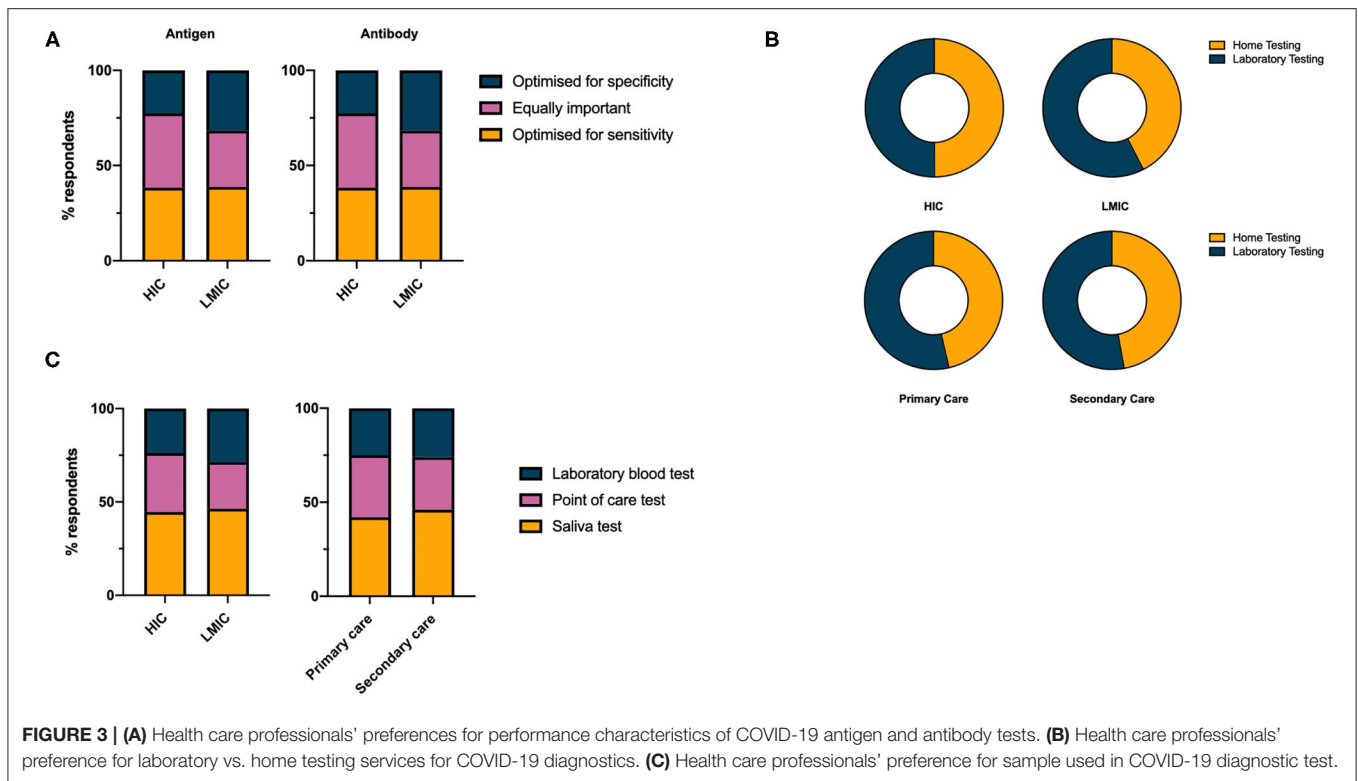 A
Antigen
Antibody
% respondents
100
50
0
HIC
LMIC
100
50
0
HIC
LMIC
Optimised for specificity
Equally important
Optimised for sensitivity
B
Home Testing
Laboratory Testing
HIC
LMIC
Home Testing
Laboratory Testing
Primary Care
Secondary Care
C
% respondents
100
50
0
HIC
LMIC
100
50
0
Primary care
Secondary care
Laboratory blood test
Point of care test
Saliva test
FIGURE 3 | (A) Health care professionals’ preferences for performance characteristics of COVID-19 antigen and antibody tests. (B) Health care professionals’
preference for laboratory vs. home testing services for COVID-19 diagnostics. (C) Health care professionals’ preference for sample used in COVID-19 diagnostic test.